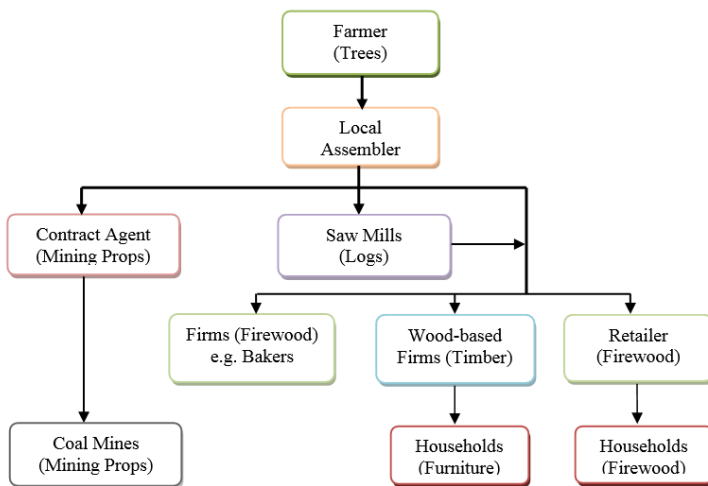 Farmer
(Trees)
Local
Assembler
Contract Agent
(Mining Props)
Saw Mills
(Logs)
Firms (Firewood)
e.g. Bakers
Wood-based
Firms (Timber)
Retailer
(Firewood)
Coal Mines
(Mining Props)
Households
(Furniture)
Households
(Firewood)